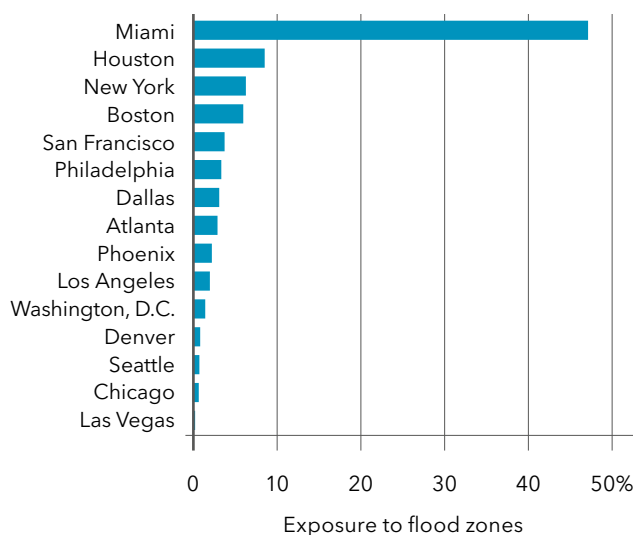 Miami
Houston
New York
Boston
San Francisco
Philadelphia
Dallas
Atlanta
Phoenix
Los Angeles
Washington, D.C.
Denver
Seattle
Chicago
Las Vegas
0 10 20 30 40 50%
Exposure to flood zones